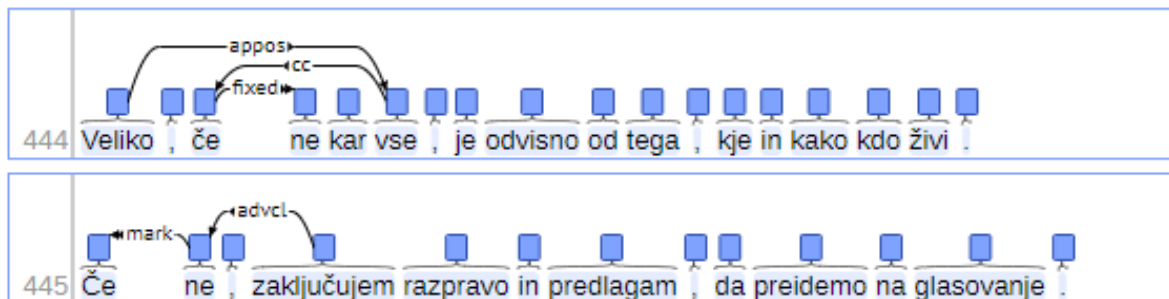 appos
cc
fixed
444 Veliko , če ne kar vse , je odvisno od tega , kje in kako kdo živi .
advcl
mark
445 Če ne , zaključujem razpravo in predlagam , da preidemo na glasovanje .